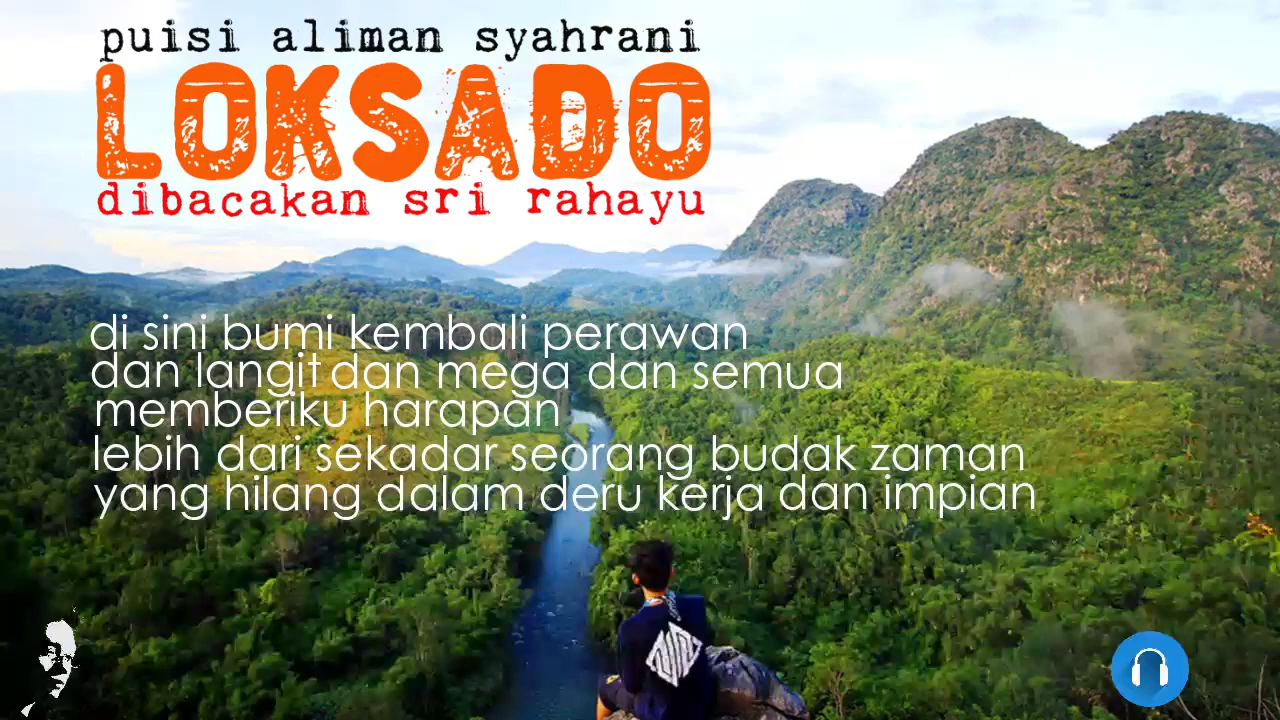 puisi aliman syahrani
LOKSADO
dibacakan sri rahayu
di sini bumi kembali perawan
dan langit dan mega dan semua
memberiku harapan
lebih dari sekadar seorang budak zaman
yang hilang dalam deru kerja dan impian